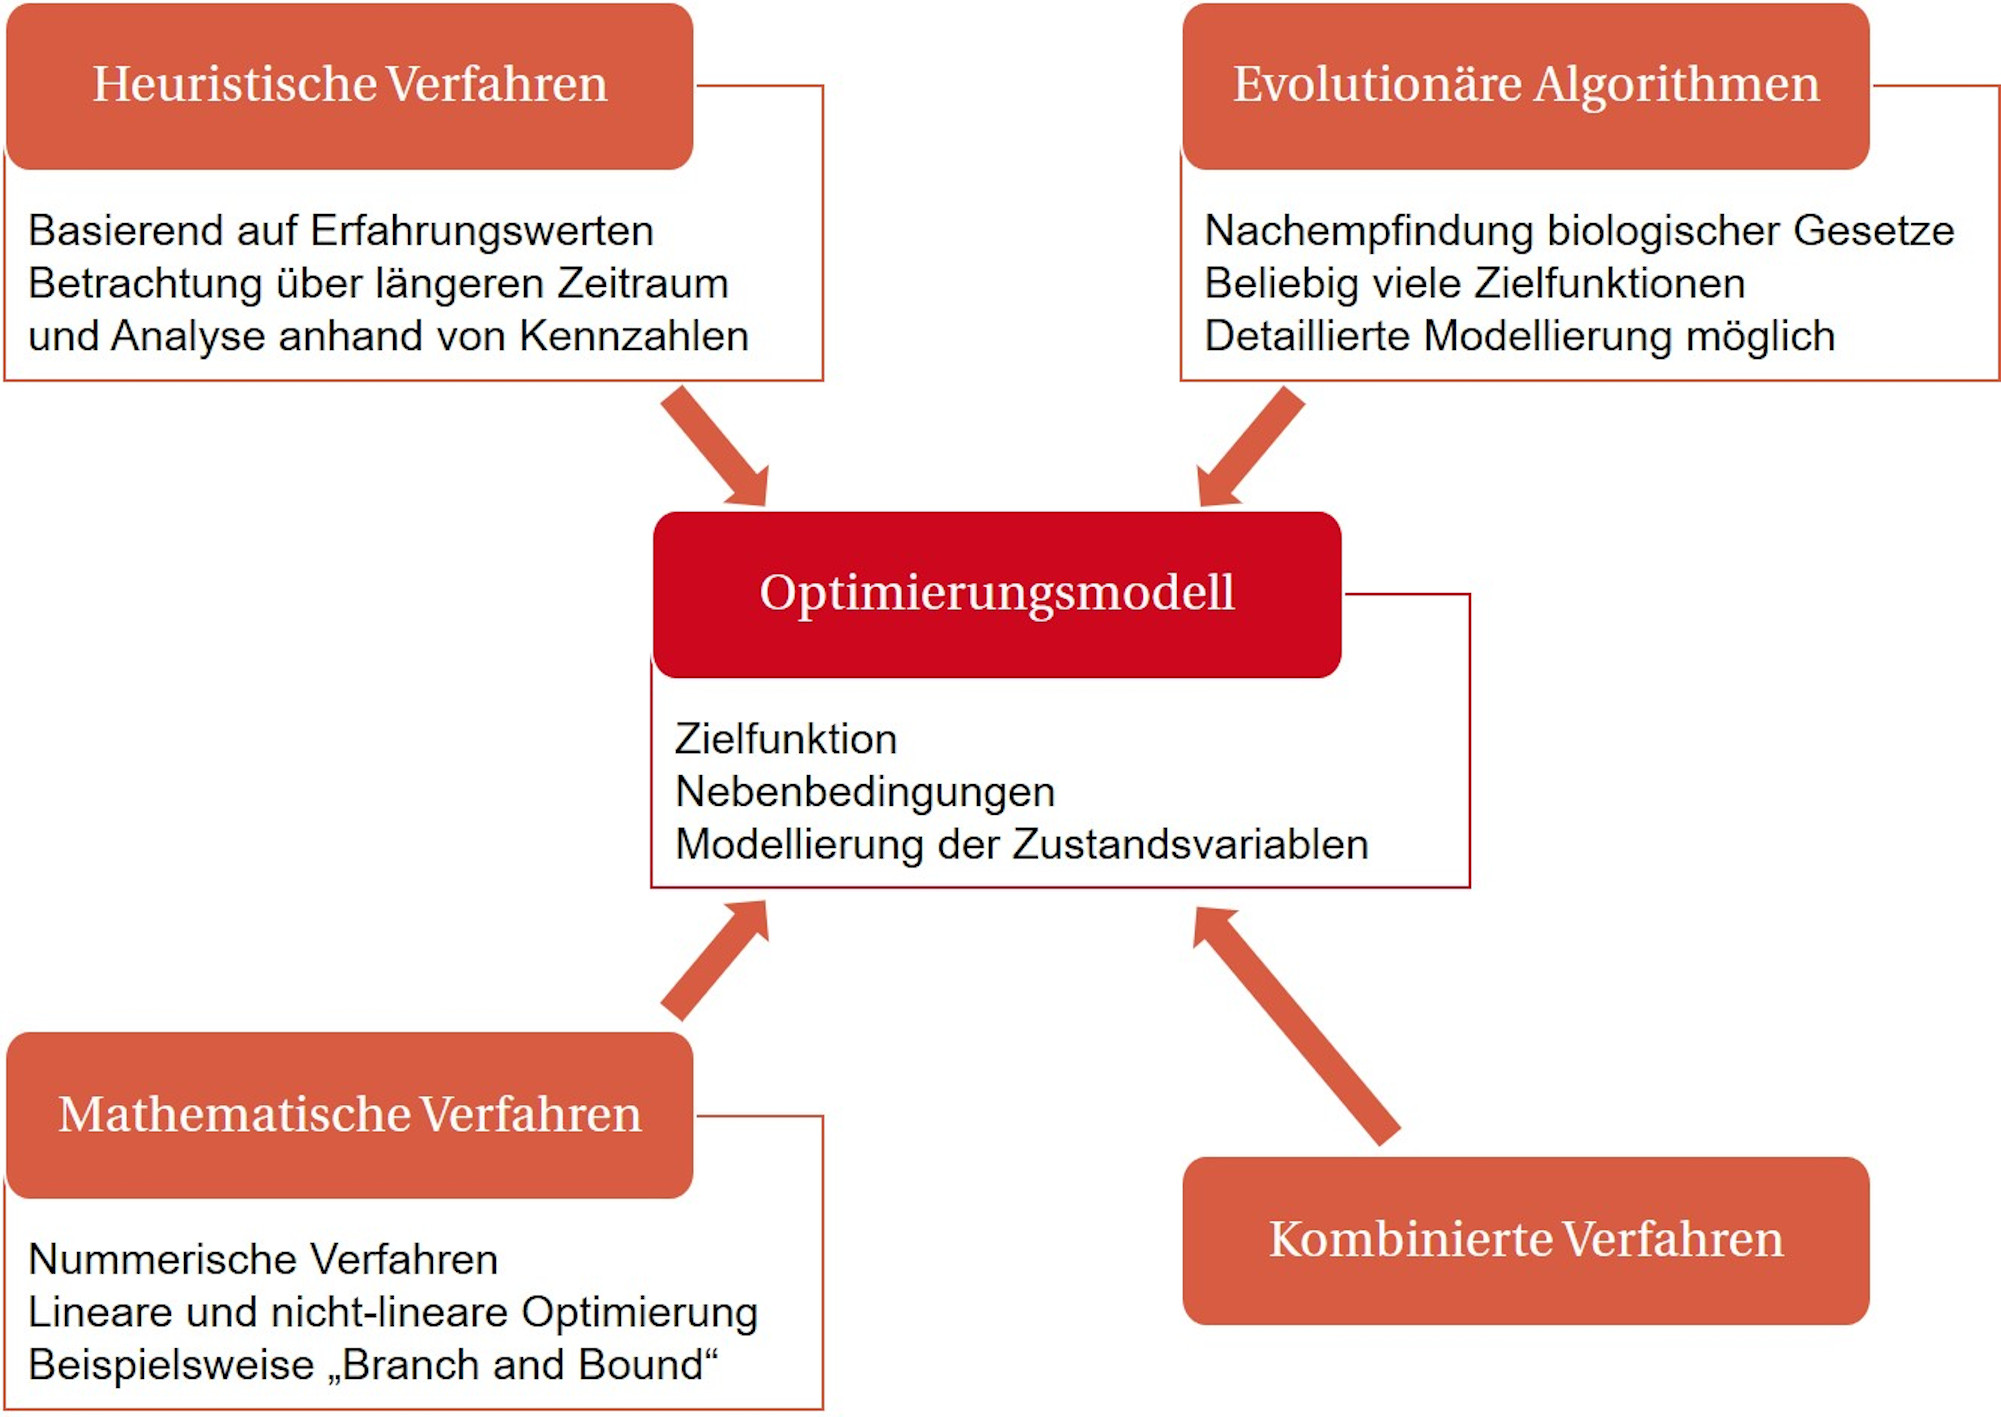 Heuristische Verfahren
Basierend auf Erfahrungswerten
Betrachtung über längeren Zeitraum
und Analyse anhand von Kennzahlen
Evolutionäre Algorithmen
Nachempfindung biologischer Gesetze
Beliebig viele Zielfunktionen
Detaillierte Modellierung möglich
Optimierungsmodell
Zielfunktion
Nebenbedingungen
Modellierung der Zustandsvariablen
Mathematische Verfahren
Nummerische Verfahren
Lineare und nicht-lineare Optimierung
Beispielsweise „Branch and Bound“
Kombinierte Verfahren